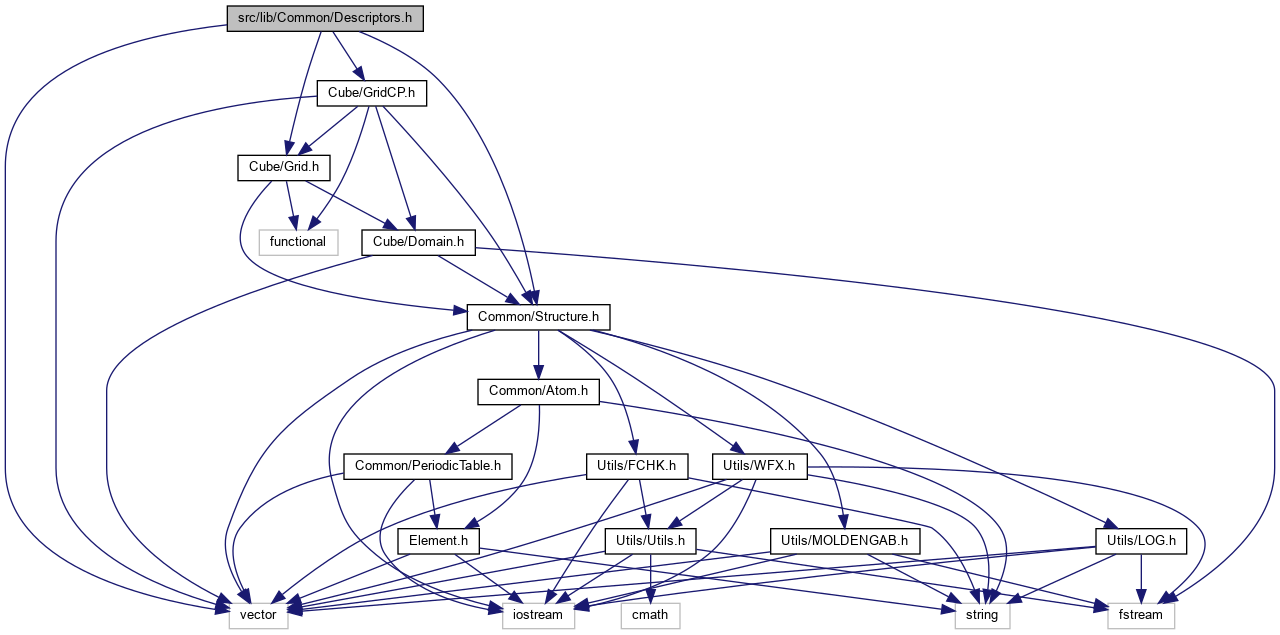 src/lib/Common/Descriptors.h
Cube/GridCP.h
Cube/Grid.h
functional
Cube/Domain.h
Common/Structure.h
Common/Atom.h
Common/PeriodicTable.h
Utils/FCHK.h
Utils/WFX.h
Element.h
Utils/Utils.h
Utils/MOLDENGAB.h
Utils/LOG.h
vector
iostream
cmath
string
fstream